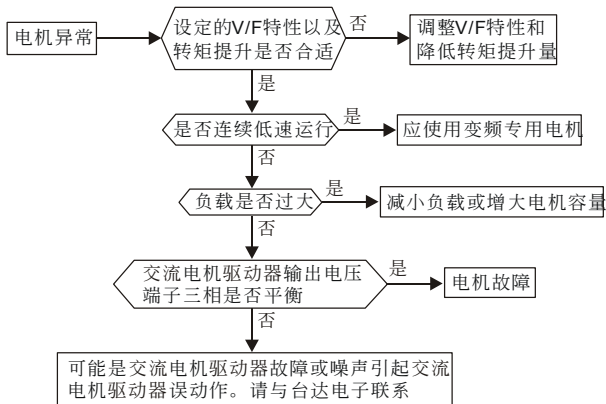 电机异常
设定的V/F特性以及
转矩提升是否合适
否
调整V/F特性和
降低转矩提升量
是
是否连续低速运行
是
应使用变频专用电机
否
负载是否过大
是
减小负载或增大电机容量
否
交流电机驱动器输出电压
端子三相是否平衡
是
电机故障
否
可能是交流电机驱动器故障或噪声引起交流
电机驱动器误动作。请与台达电子联系